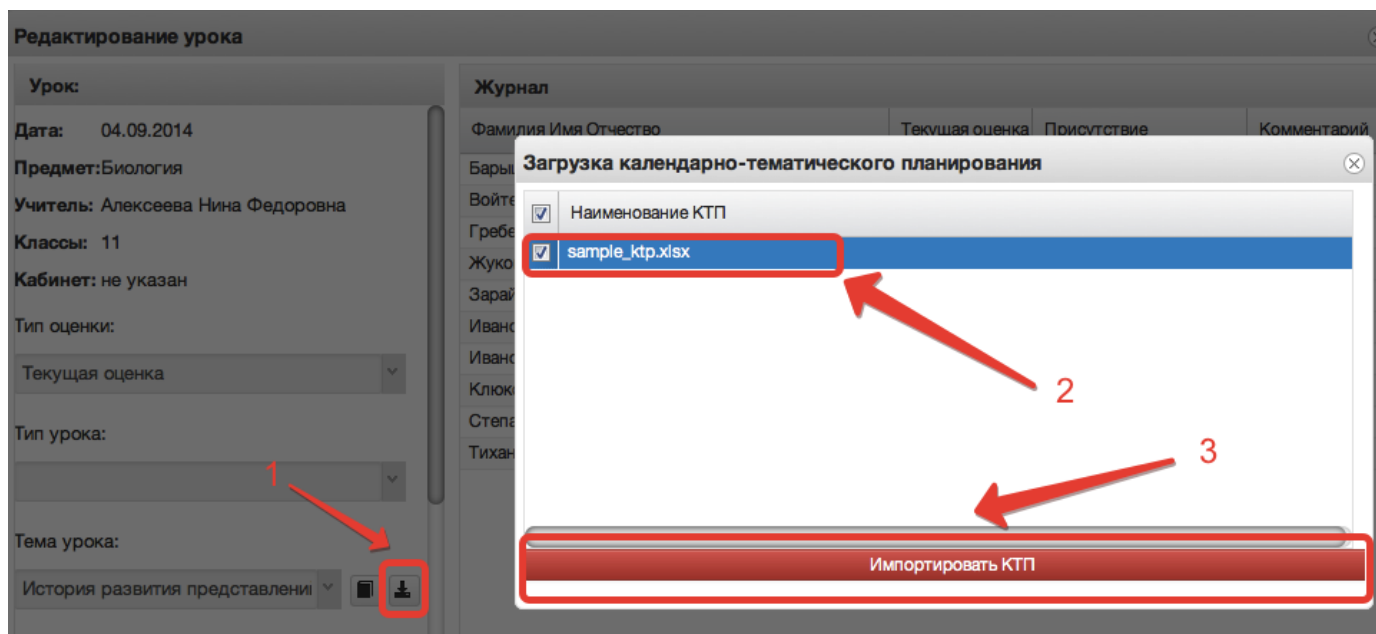 Редактирование урока
Урок:
Дата: 04.09.2014
Предмет:Биология
Учитель: Алексеева Нина Федоровна
Классы: 11
Кабинет: не указан
Тип оценки:
Текущая оценка
Тип урока:
1
Тема урока:
История развития представлени
Журнал
Фамилия Имя Отчество Текущая оценка Присутствие Комментарий
Загрузка календарно-тематического планирования
Наименование КТП
sample_ktp.xlsx
2
3
Импортировать КТП